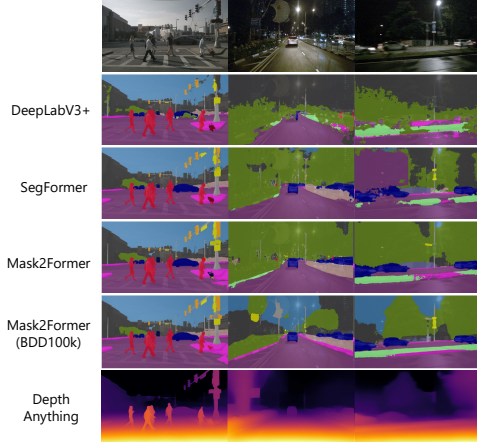 DeepLabV3+
SegFormer
Mask2Former
Mask2Former
(BDD100k)
Depth
Anything